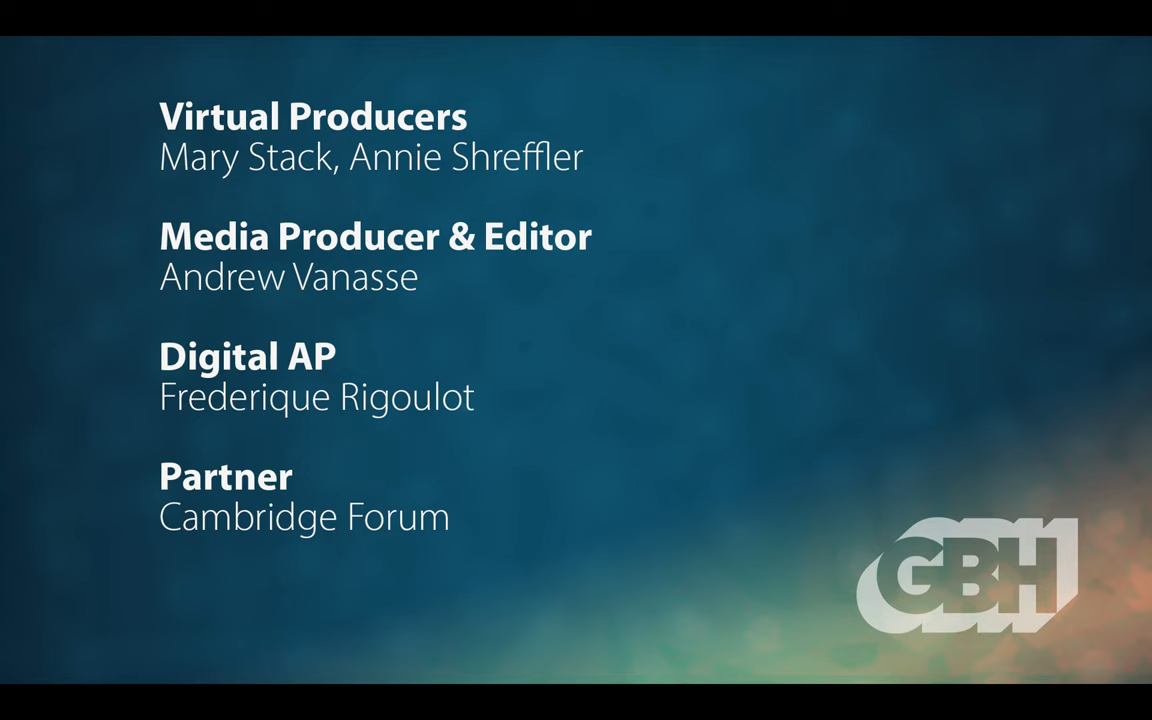 Virtual Producers
Mary Stack, Annie Shreffler
Media Producer & Editor
Andrew Vanasse
Digital AP
Frederique Rigoulot
Partner
Cambridge Forum
GBH